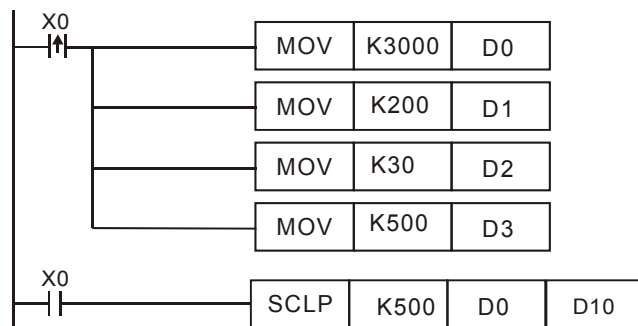 X0
MOV K3000 D0
MOV K200 D1
MOV K30 D2
MOV K500 D3
X0
SCLP K500 D0 D10